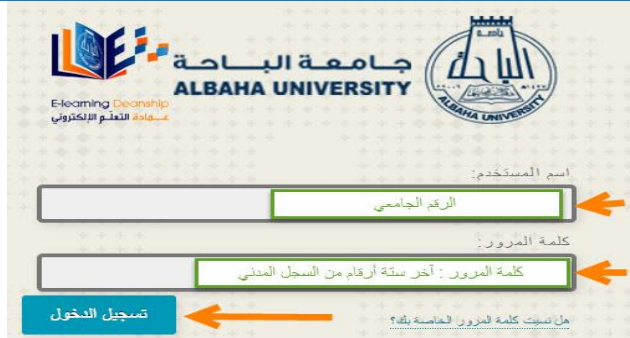 جامعة الباحة
ALBAHA UNIVERSITY
E-learning Deanship
عمادة التعلم الإلكتروني
الباحة
ALBAHA UNIVERSITY
اسم المستخدم:
الرقم الجامعي
كلمة المرور:
كلمة المرور : آخر ستة أرقام من السجل المدني
تسجيل الدخول
هل نسيت كلمة المرور الخاصة بك؟